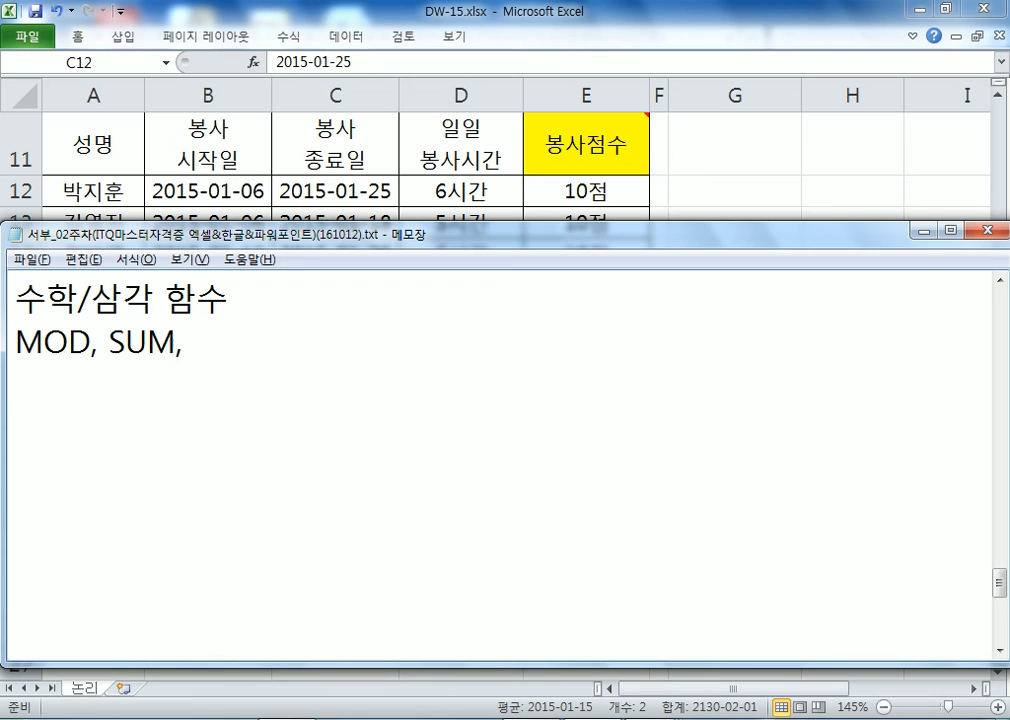 DW-15.xlsx - Microsoft Excel
파일 홈 삽입 페이지 레이아웃 수식 데이터 검토 보기
C12 fx 2015-01-25
A B C D E F G H I
11 성명 봉사 시작일 봉사 종료일 일일 봉사시간 봉사점수
12 박지훈 2015-01-06 2015-01-25 6시간 10점
서부_02주차(ITQ마스터자격증 엑셀&한글&파워포인트)(161012).txt - 메모장
파일(F) 편집(E) 서식(O) 보기(V) 도움말(H)
수학/삼각 함수
MOD, SUM,
논리
준비 평균: 2015-01-15 개수: 2 합계: 2130-02-01 145%